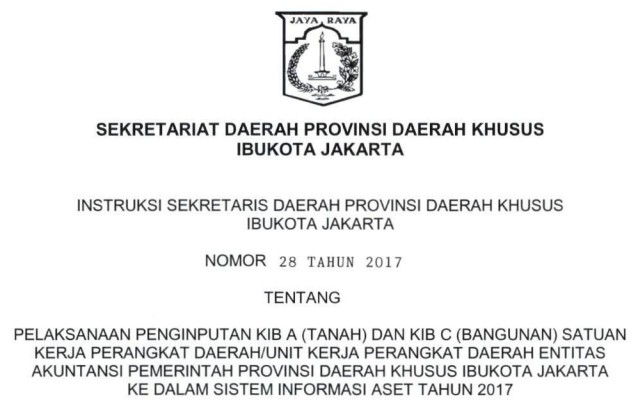 JAYA RAYA
SEKRETARIAT DAERAH PROVINSI DAERAH KHUSUS
IBUKOTA JAKARTA
INSTRUKSI SEKRETARIS DAERAH PROVINSI DAERAH KHUSUS
IBUKOTA JAKARTA
NOMOR 28 TAHUN 2017
TENTANG
PELAKSANAAN PENGINPUTAN KIB A (TANAH) DAN KIB C (BANGUNAN) SATUAN
KERJA PERANGKAT DAERAH/UNIT KERJA PERANGKAT DAERAH ENTITAS
AKUNTANSI PEMERINTAH PROVINSI DAERAH KHUSUS IBUKOTA JAKARTA
KE DALAM SISTEM INFORMASI ASET TAHUN 2017